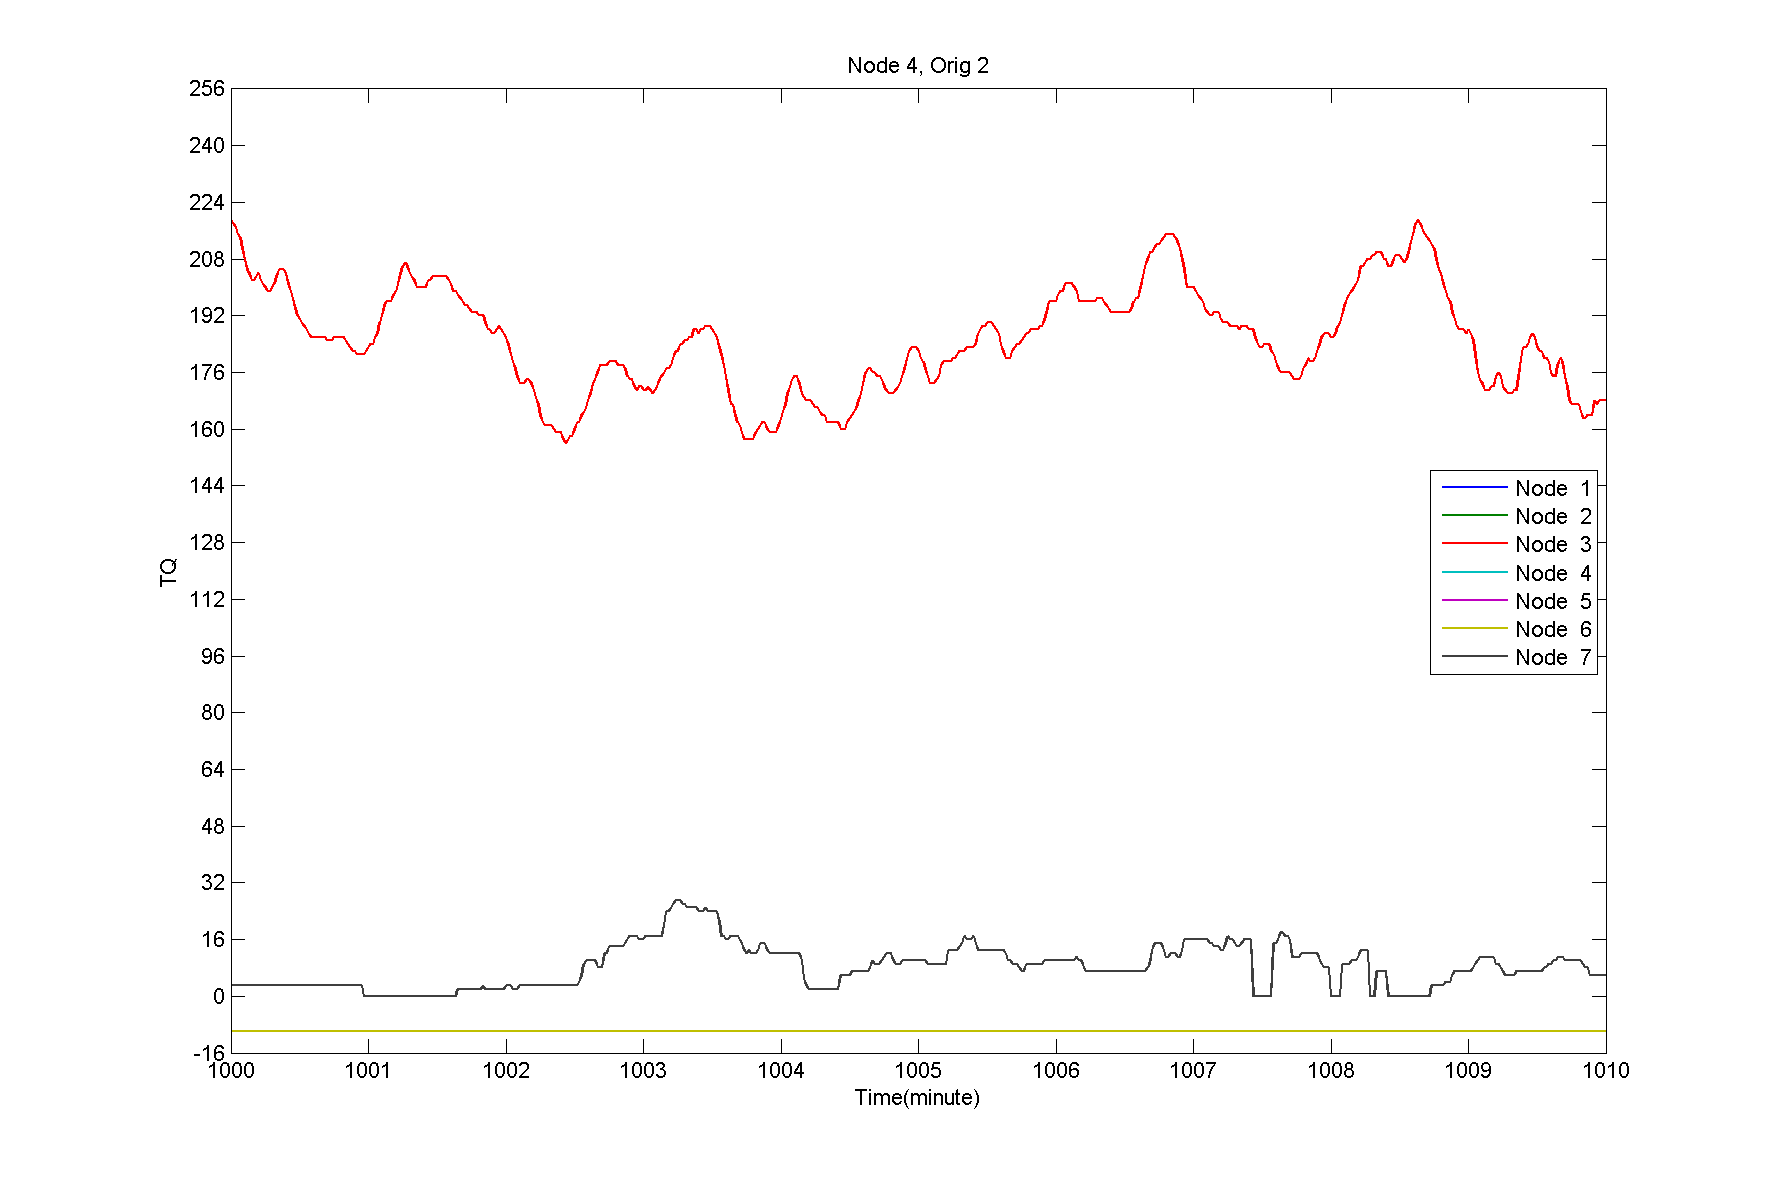 Node 4, Orig 2
256
240
224
208
192
176
160
144
128
112
96
80
64
48
32
16
0
-16
TQ
Node 1
Node 2
Node 3
Node 4
Node 5
Node 6
Node 7
1000 1001 1002 1003 1004 1005 1006 1007 1008 1009 1010
Time(minute)